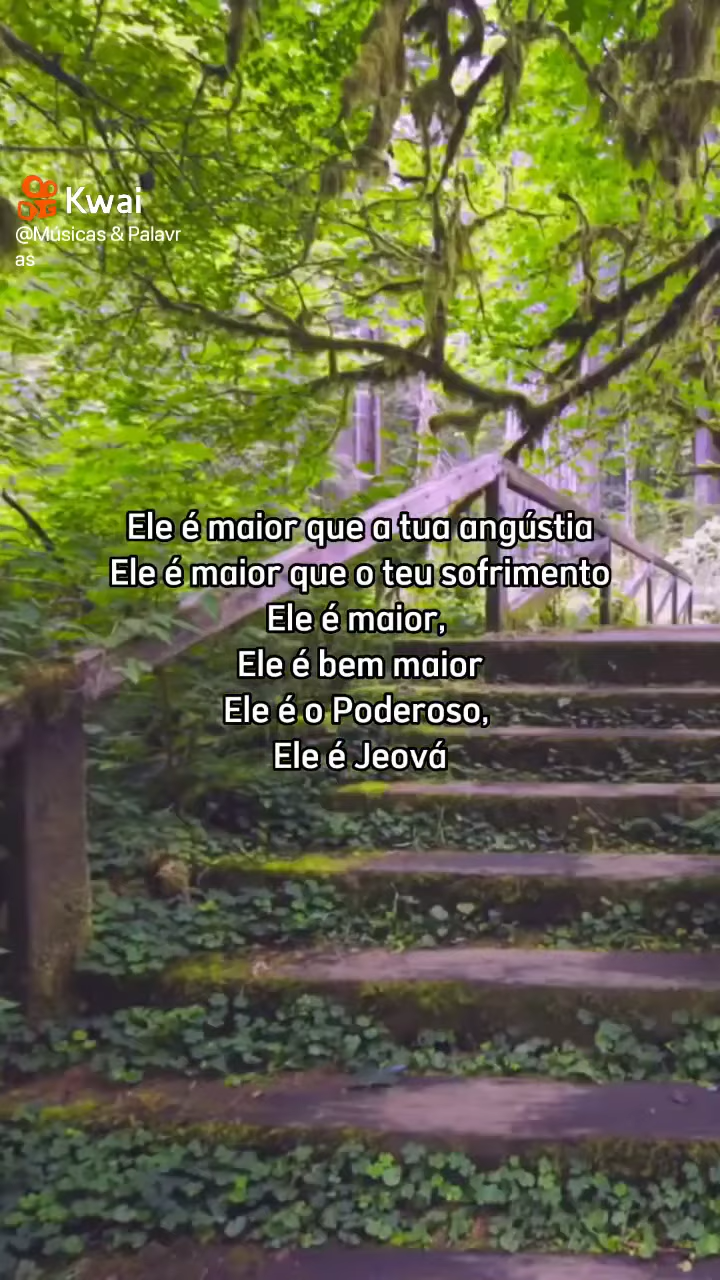 Kwai
@Músicas & Palavr
as
Ele é maior que a tua angústia
Ele é maior que o teu sofrimento
Ele é maior,
Ele é bem maior
Ele é o Poderoso,
Ele é Jeová